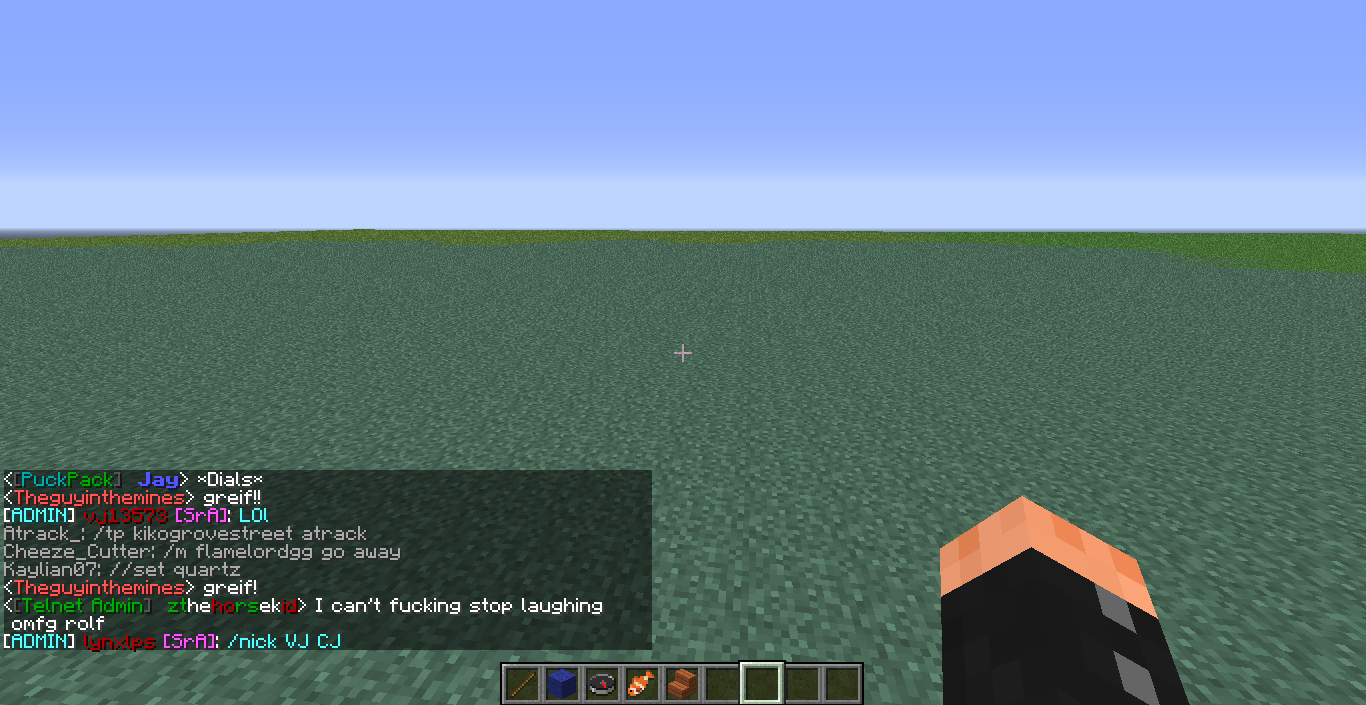 <[PuckPack] Jay> *Dials*
<Theguyinthemines> greif!!
[ADMIN] vj13573 [SrA]: LOl
Atrack_: /tp kikogrovestreet atrack
Cheeze_Cutter: /m flamelordgg go away
Kaylian07: //set quartz
<Theguyinthemines> greif!
<[Telnet Admin] zthehorsekid> I can't fucking stop laughing
omfg rolf
[ADMIN] lynxlps [SrA]: /nick VJ CJ